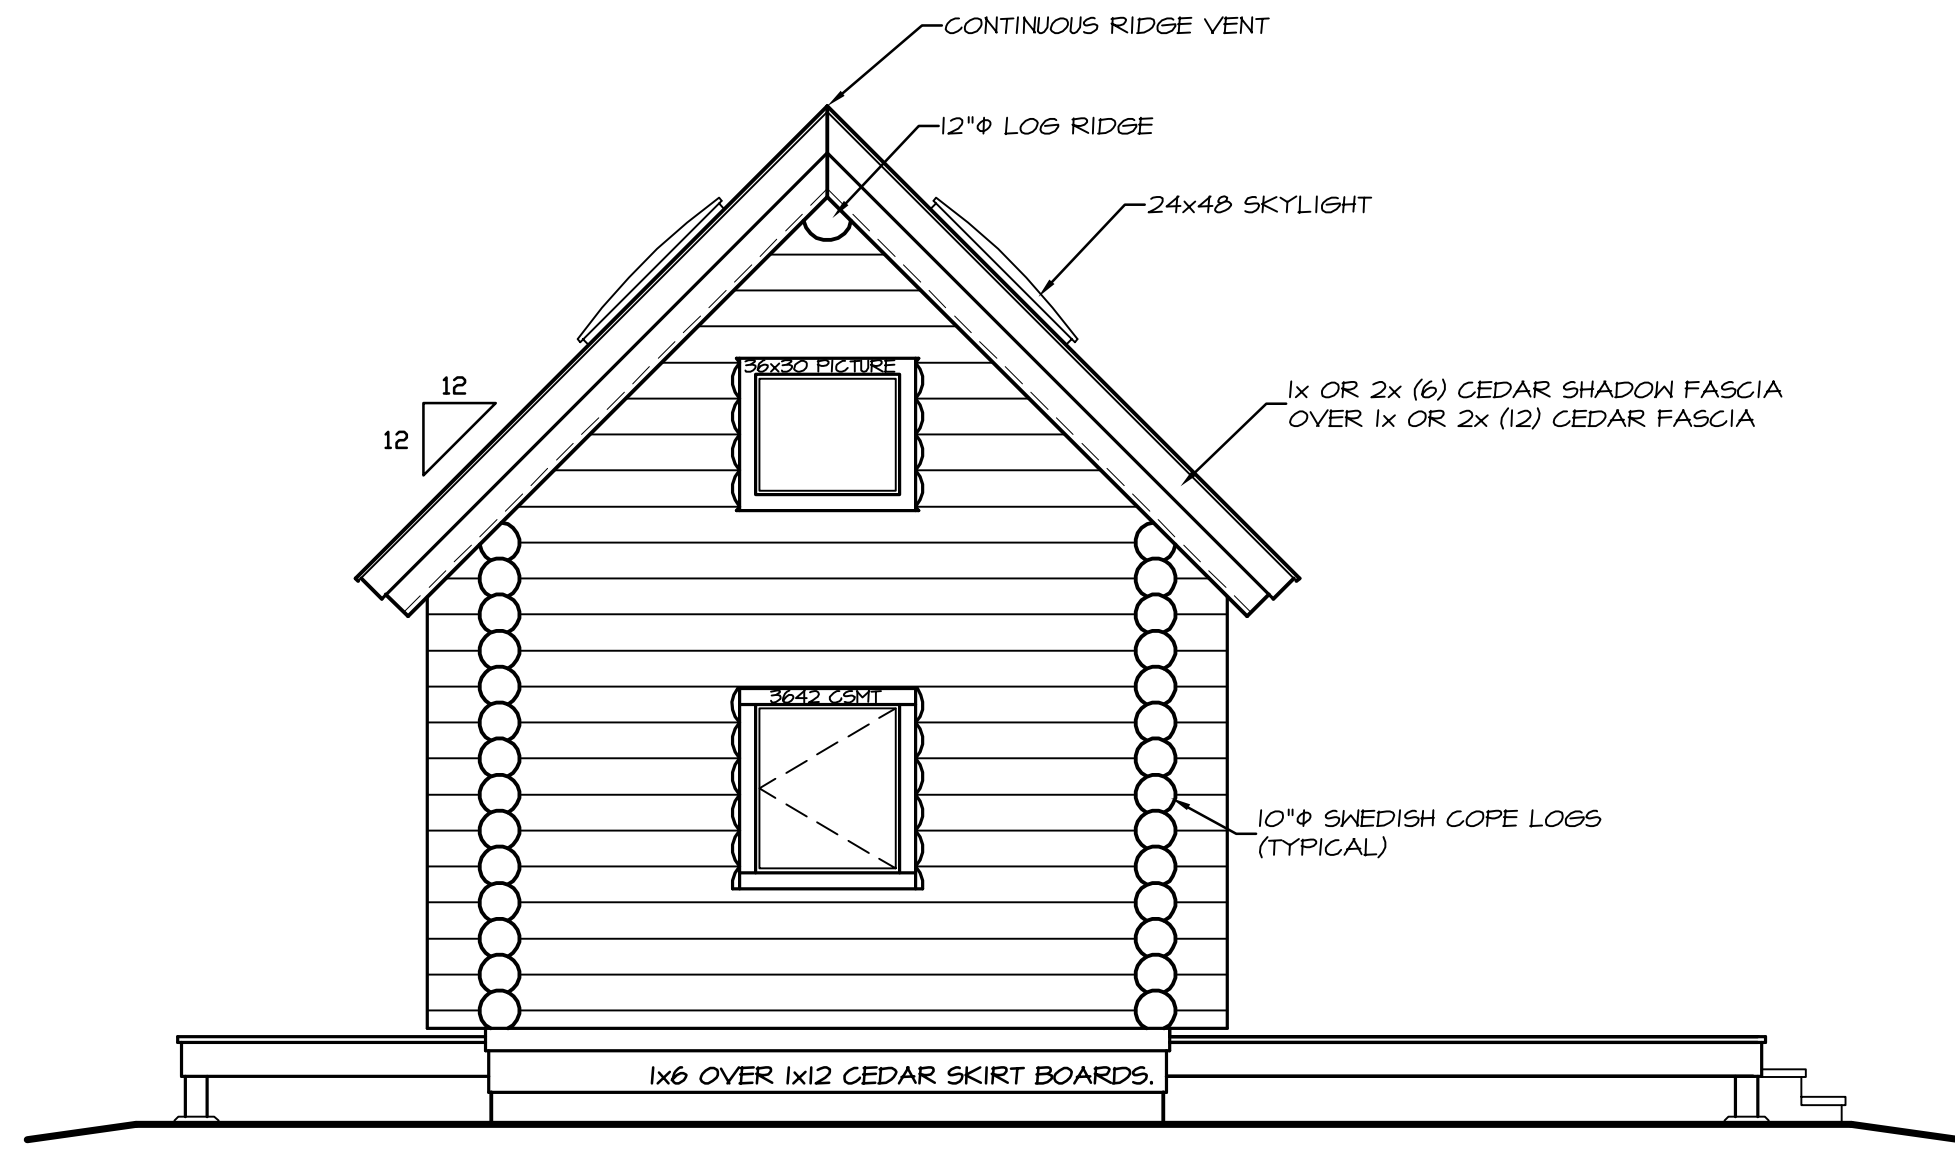 CONTINUOUS RIDGE VENT
12"Φ LOG RIDGE
24x48 SKYLIGHT
36x30 PICTURE
12
12
1x OR 2x (6) CEDAR SHADOW FASCIA
OVER 1x OR 2x (12) CEDAR FASCIA
3642 CSMT
10"Φ SWEDISH COPE LOGS
(TYPICAL)
1x6 OVER 1x12 CEDAR SKIRT BOARDS.